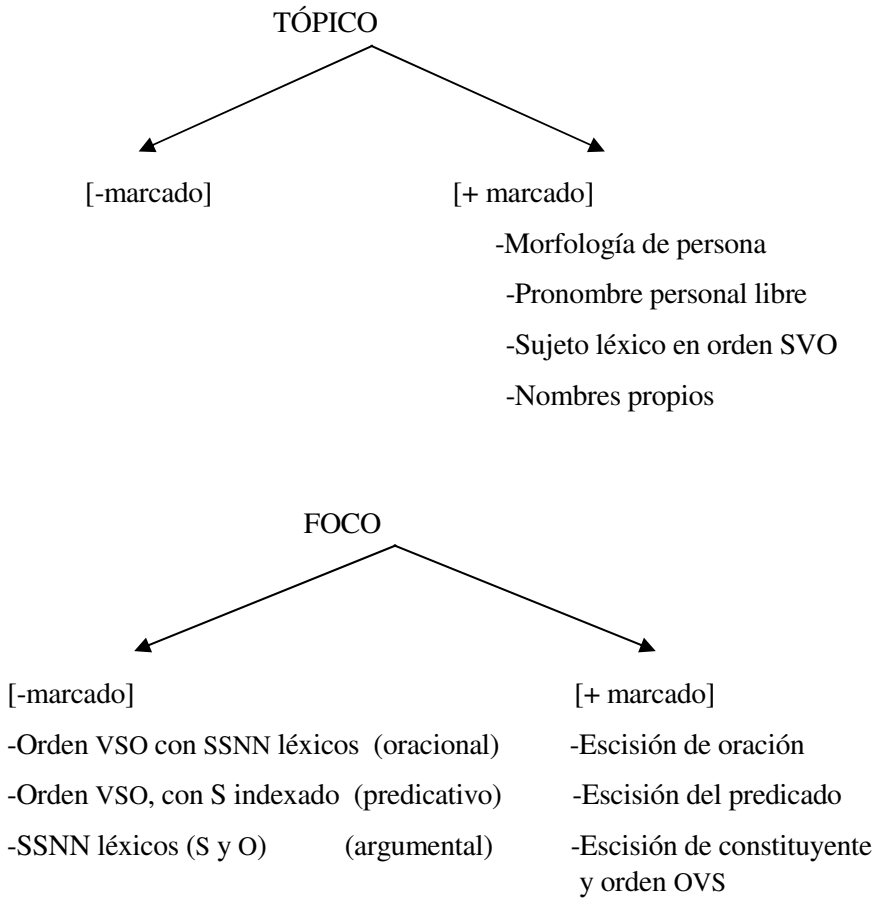 TÓPICO
[-marcado] [+ marcado]
-Morfología de persona
-Pronombre personal libre
-Sujeto léxico en orden SVO
-Nombres propios
FOCO
[-marcado] [+ marcado]
-Orden VSO con SSNN léxicos (oracional) -Escisión de oración
-Orden VSO, con S indexado (predicativo) -Escisión del predicado
-SSNN léxicos (S y O) (argumental) -Escisión de constituyente
y orden OVS